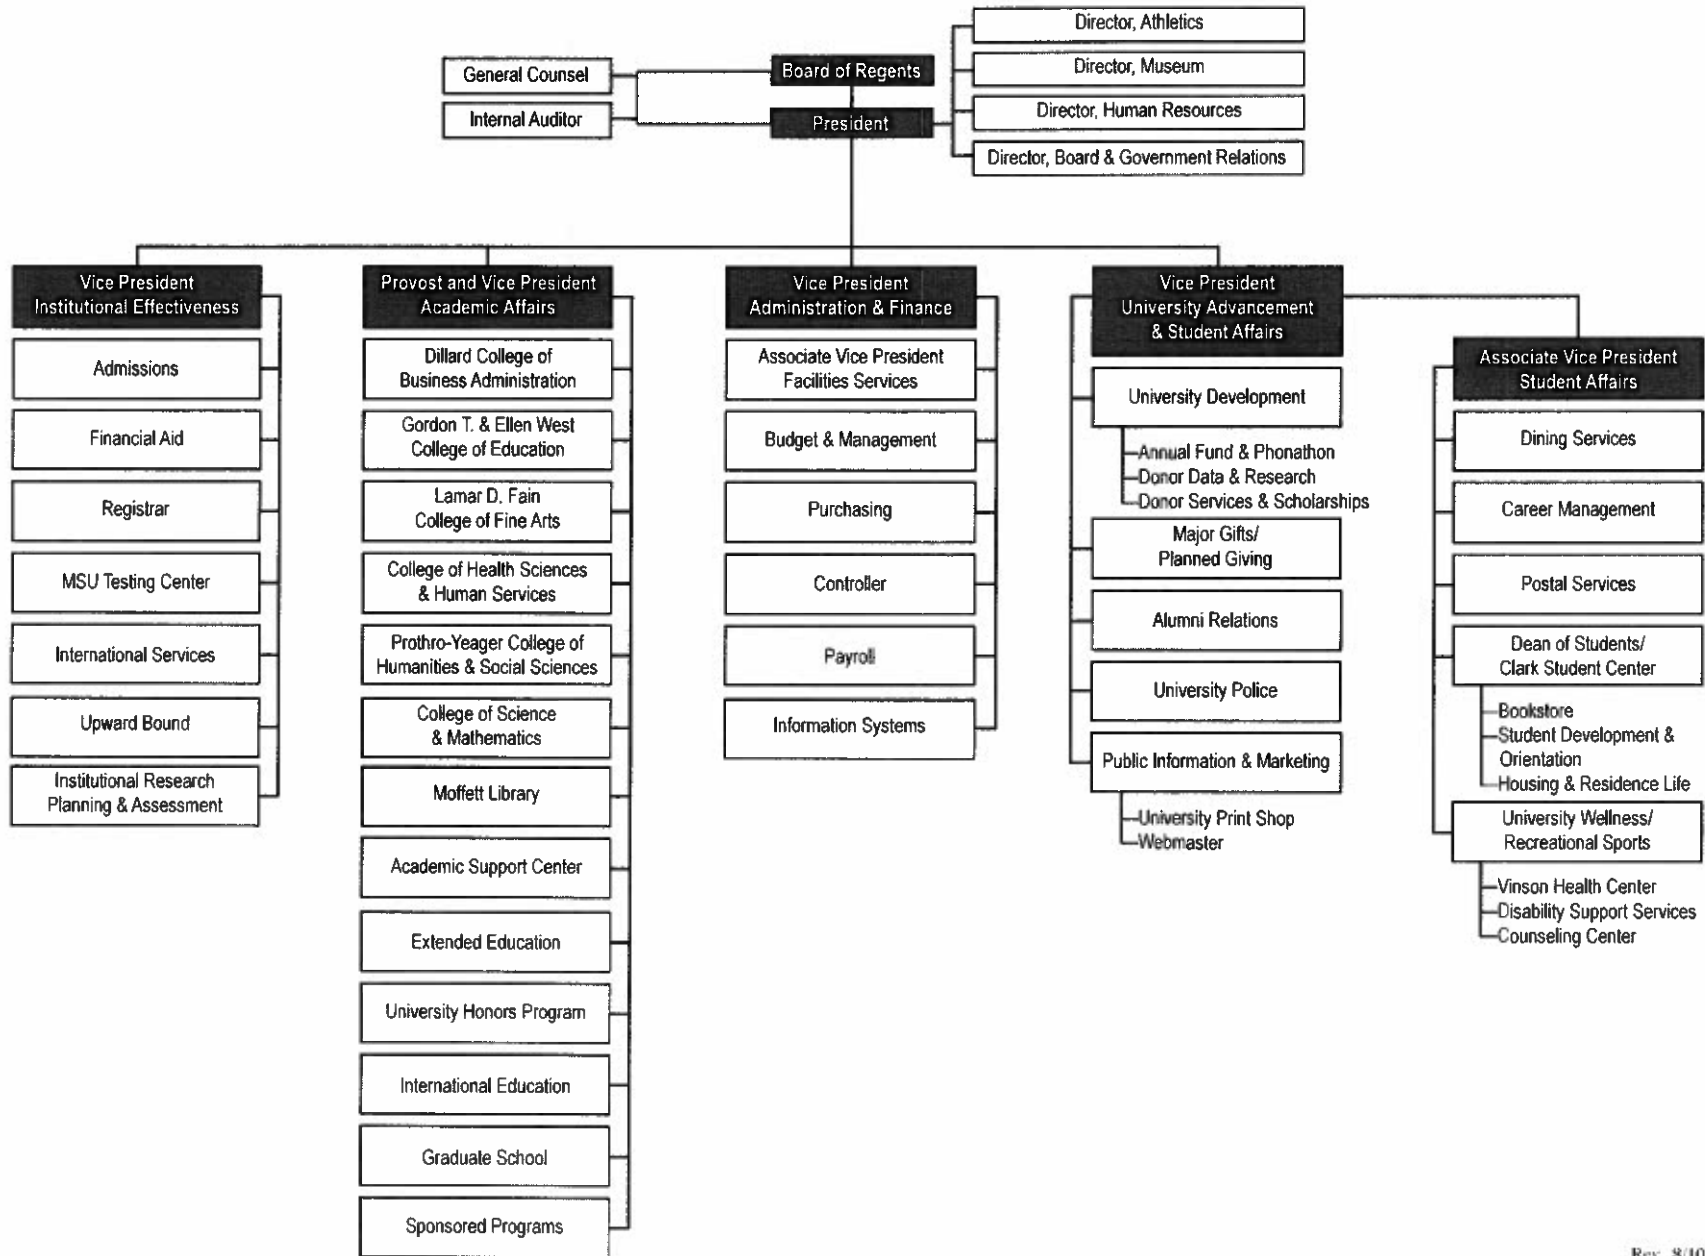 Director, Athletics
General Counsel
Board of Regents
Director, Museum
Internal Auditor
President
Director, Human Resources
Director, Board & Government Relations
Vice President
Institutional Effectiveness
Admissions
Financial Aid
Registrar
MSU Testing Center
International Services
Upward Bound
Institutional Research
Planning & Assessment
Provost and Vice President
Academic Affairs
Dillard College of
Business Administration
Gordon T. & Ellen West
College of Education
Lamar D. Fain
College of Fine Arts
College of Health Sciences
& Human Services
Prothro-Yeager College of
Humanities & Social Sciences
College of Science
& Mathematics
Moffett Library
Academic Support Center
Extended Education
University Honors Program
International Education
Graduate School
Sponsored Programs
Vice President
Administration & Finance
Associate Vice President
Facilities Services
Budget & Management
Purchasing
Controller
Payroll
Information Systems
Vice President
University Advancement
& Student Affairs
University Development
Annual Fund & Phonathon
Donor Data & Research
Donor Services & Scholarships
Major Gifts/
Planned Giving
Alumni Relations
University Police
Public Information & Marketing
University Print Shop
Webmaster
Associate Vice President
Student Affairs
Dining Services
Career Management
Postal Services
Dean of Students/
Clark Student Center
Bookstore
Student Development &
Orientation
Housing & Residence Life
University Wellness/
Recreational Sports
Vinson Health Center
Disability Support Services
Counseling Center
Rev. 8/10